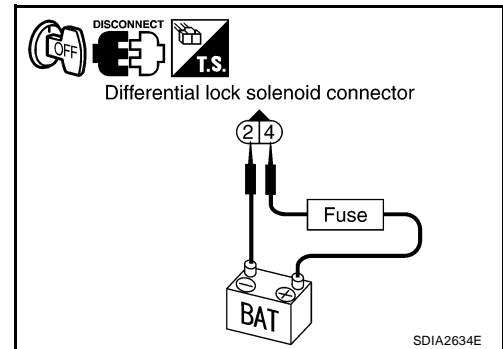 OFF
DISCONNECT
T.S.
Differential lock solenoid connector
2 4
Fuse
− +
BAT
SDIA2634E